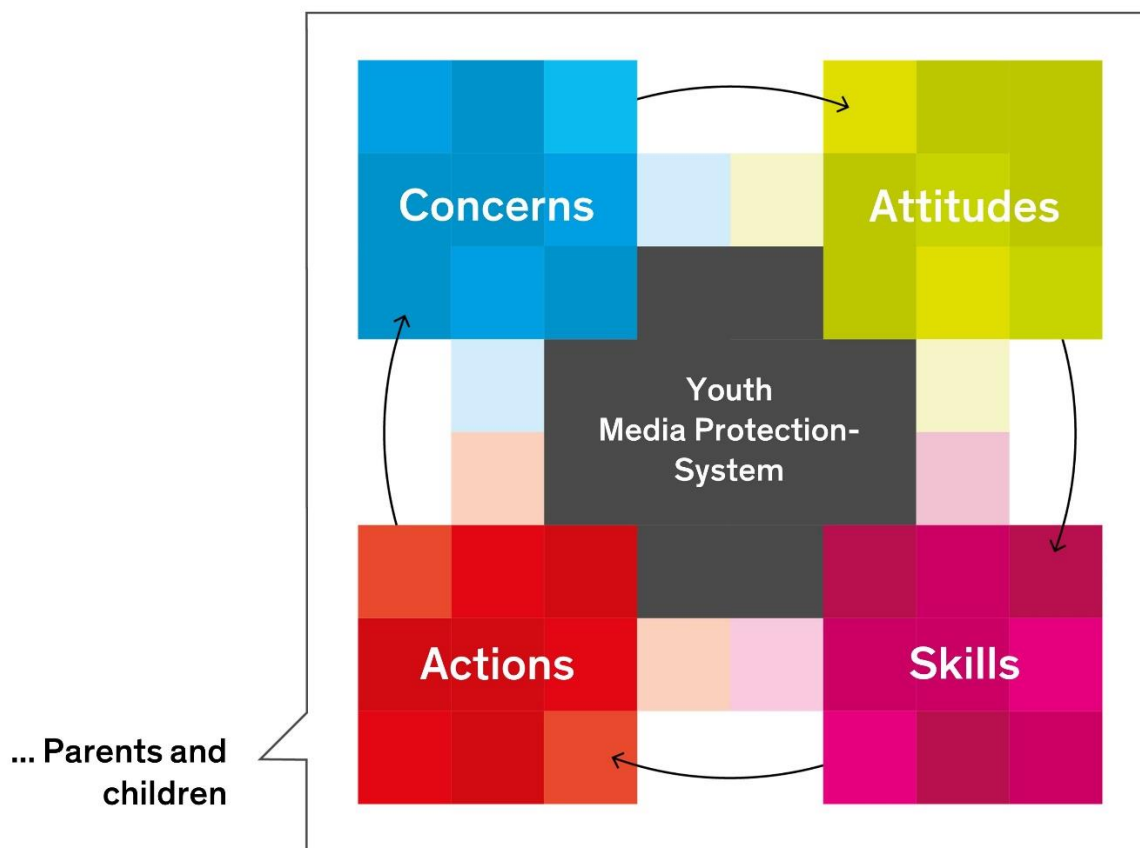 Concerns
Attitudes
Youth
Media Protection-
System
Actions
Skills
... Parents and
children